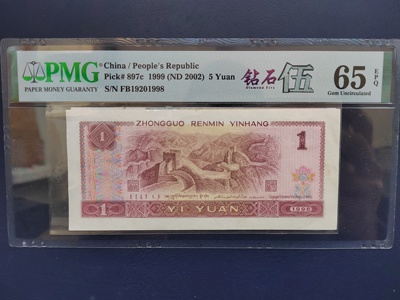 PMG
PAPER MONEY GUARANTY
China / People's Republic
Pick# 897c 1999 (ND 2002) 5 Yuan
S/N FB19201998
钻石伍
Diamond Five
65 EPQ
Gem Uncirculated
ZHONGGUO RENMIN YINHANG
1
1
1
YI YUAN